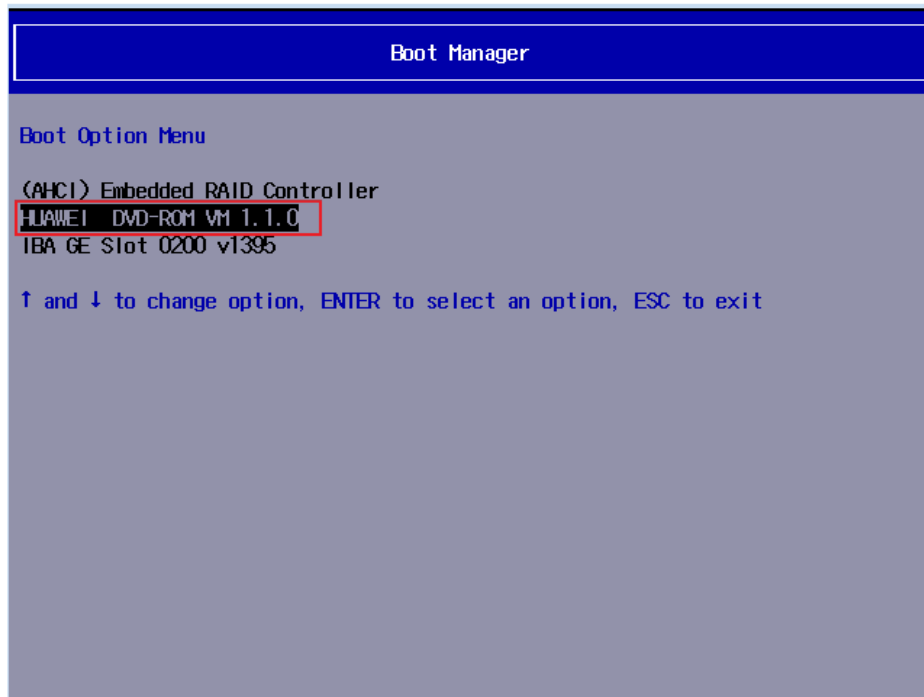 Boot Manager
Boot Option Menu
(AHCI) Embedded RAID Controller
HUAWEI DVD-ROM VM 1.1.0
IBA GE Slot 0200 v1395
↑ and ↓ to change option, ENTER to select an option, ESC to exit